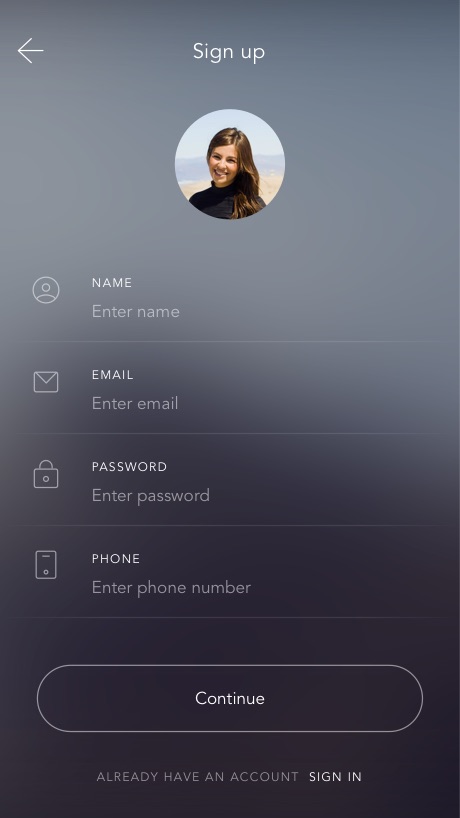 Sign up
NAME
Enter name
EMAIL
Enter email
PASSWORD
Enter password
PHONE
Enter phone number
Continue
ALREADY HAVE AN ACCOUNT SIGN IN